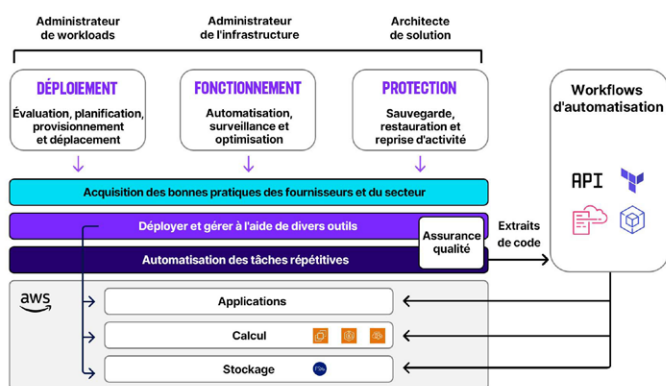 Administrateur
de workloads
Administrateur
de l'infrastructure
Architecte
de solution
DÉPLOIEMENT
Évaluation, planification,
provisionnement
et déplacement
FONCTIONNEMENT
Automatisation,
surveillance et
optimisation
PROTECTION
Sauvegarde,
restauration et
reprise d'activité
Workflows
d'automatisation
API
Acquisition des bonnes pratiques des fournisseurs et du secteur
Déployer et gérer à l'aide de divers outils
Assurance
qualité
Extraits
de code
Automatisation des tâches répétitives
aws
Applications
Calcul
Stockage